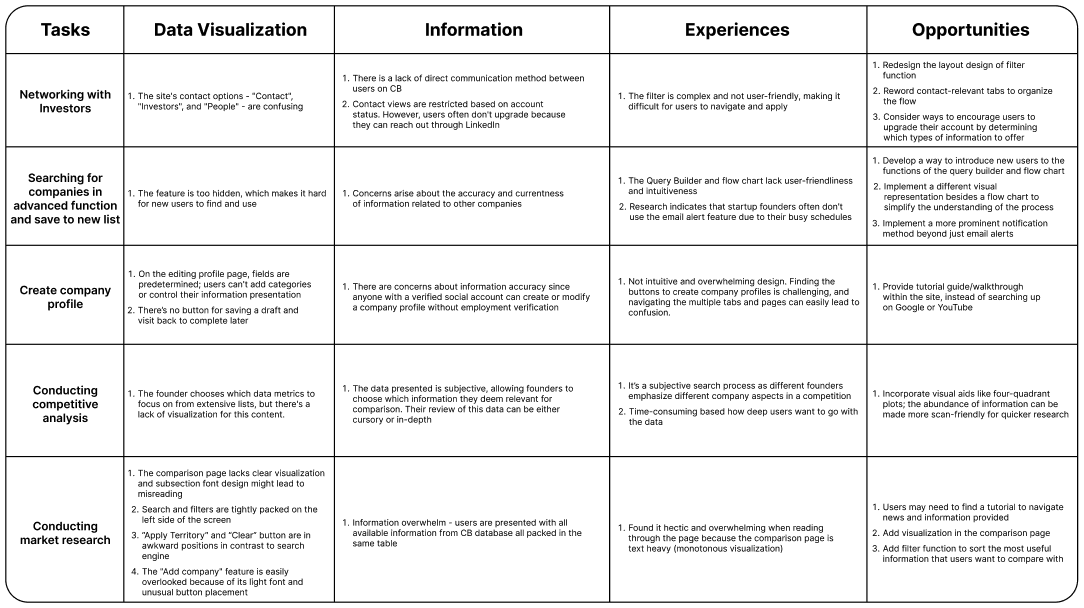 Tasks
Data Visualization
Information
Experiences
Opportunities
Networking with
Investors
1. The site's contact options - "Contact",
"Investors", and "People" - are confusing
1. There is a lack of direct communication method between
users on CB
2. Contact views are restricted based on account
status. However, users often don't upgrade because
they can reach out through LinkedIn
1. The filter is complex and not user-friendly, making it
difficult for users to navigate and apply
1. Redesign the layout design of filter
function
2. Reword contact-relevant tabs to organize
the flow
3. Consider ways to encourage users to
upgrade their account by determining
which types of information to offer
Searching for
companies in
advanced function
and save to new list
1. The feature is too hidden, which makes it hard
for new users to find and use
1. Concerns arise about the accuracy and currentness
of information related to other companies
1. The Query Builder and flow chart lack user-friendliness
and intuitiveness
2. Research indicates that startup founders often don't
use the email alert feature due to their busy schedules
1. Develop a way to introduce new users to the
functions of the query builder and flow chart
2. Implement a different visual
representation besides a flow chart to
simplify the understanding of the process
3. Implement a more prominent notification
method beyond just email alerts
Create company
profile
1. On the editing profile page, fields are
predetermined; users can't add categories
or control their information presentation
2. There's no button for saving a draft and
visit back to complete later
1. There are concerns about information accuracy since
anyone with a verified social account can create or modify
a company profile without employment verification
1. Not intuitive and overwhelming design. Finding the
buttons to create company profiles is challenging, and
navigating the multiple tabs and pages can easily lead to
confusion.
1. Provide tutorial guide/walkthrough
within the site, instead of searching up
on Google or YouTube
Conducting
competitive
analysis
1. The founder chooses which data metrics to
focus on from extensive lists, but there's a
lack of visualization for this content.
1. The data presented is subjective, allowing founders to
choose which information they deem relevant for
comparison. Their review of this data can be either
cursory or in-depth
1. It's a subjective search process as different founders
emphasize different company aspects in a competition
2. Time-consuming based how deep users want to go with
the data
1. Incorporate visual aids like four-quadrant
plots; the abundance of information can be
made more scan-friendly for quicker research
Conducting
market research
1. The comparison page lacks clear visualization
and subsection font design might lead to
misreading
2. Search and filters are tightly packed on the
left side of the screen
3. "Apply Territory" and "Clear" button are in
awkward positions in contrast to search
engine
4. The "Add company" feature is easily
overlooked because of its light font and
unusual button placement
1. Information overwhelm - users are presented with all
available information from CB database all packed in the
same table
1. Found it hectic and overwhelming when reading
through the page because the comparison page is
text heavy (monotonous visualization)
1. Users may need to find a tutorial to navigate
news and information provided
2. Add visualization in the comparison page
3. Add filter function to sort the most useful
information that users want to compare with